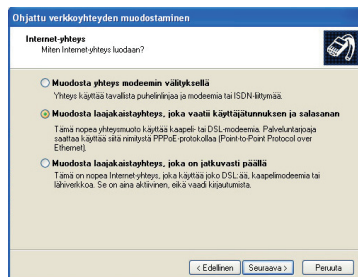 Ohjattu verkkoyhteyden muodostaminen
Internet-yhteys
Miten Internet-yhteys luodaan?
Muodosta yhteys modeemin välityksellä
Yhteys käyttää tavallista puhelinlinjaa ja modeemia tai ISDN-liittymää.
Muodosta laajakaistayhteys, joka vaatii käyttäjätunnuksen ja salasanan
Tämä nopea yhteysmuoto käyttää kaapeli- tai DSL-modeemia. Palveluntarjoaja
saattaa käyttää siitä nimitystä PPPoE-protokollaa (Point-to-Point Protocol over
Ethernet).
Muodosta laajakaistayhteys, joka on jatkuvasti päällä
Tämä on nopea Internet-yhteys, joka käyttää joko DSL:ää, kaapelimodeemia tai
lähiverkkoa. Se on aina aktiivinen, eikä vaadi kirjautumista.
< Edellinen
Seuraava >
Peruuta